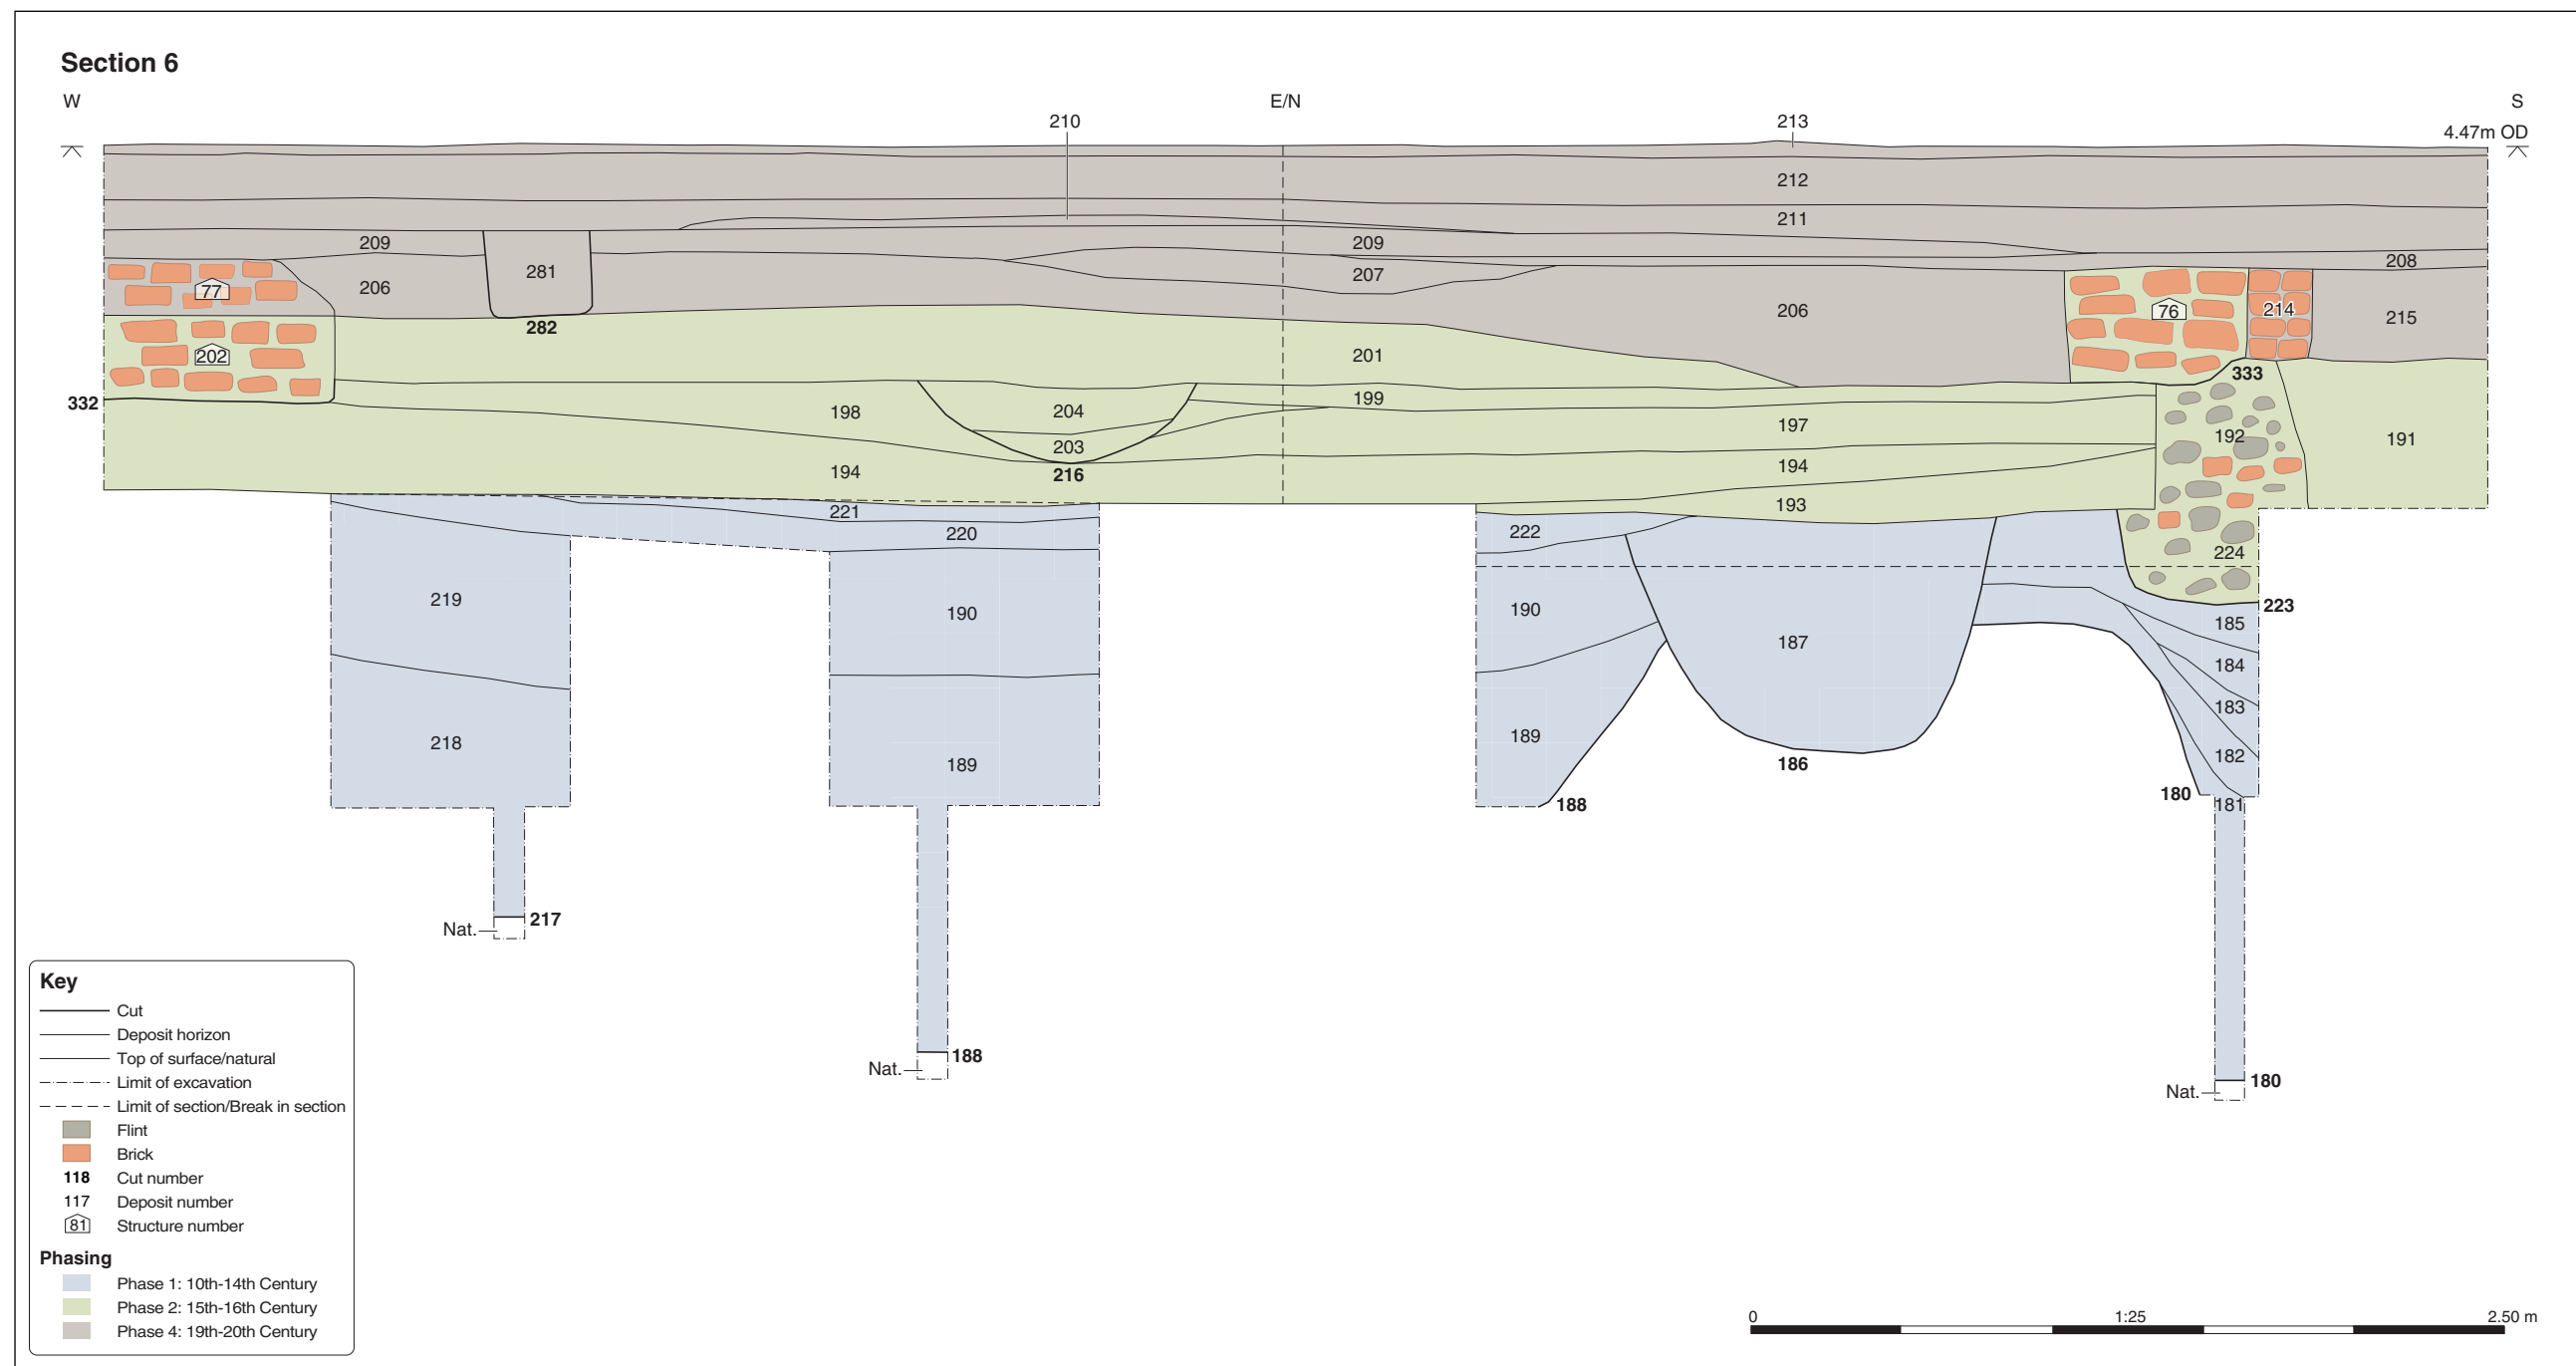 Section 6
W
E/N
S
210
213
4.47m OD
212
211
209
209
208
281
207
77
206
206
76
214
215
282
202
201
333
332
199
198
204
197
192
191
203
194
216
194
193
221
222
220
224
219
190
190
223
187
185
184
183
218
189
189
182
186
180
181
188
217
Nat.
188
Nat.
180
Nat.
Key
Cut
Deposit horizon
Top of surface/natural
Limit of excavation
Limit of section/Break in section
Flint
Brick
118 Cut number
117 Deposit number
81 Structure number
Phasing
Phase 1: 10th-14th Century
Phase 2: 15th-16th Century
Phase 4: 19th-20th Century
0 1:25 2.50 m